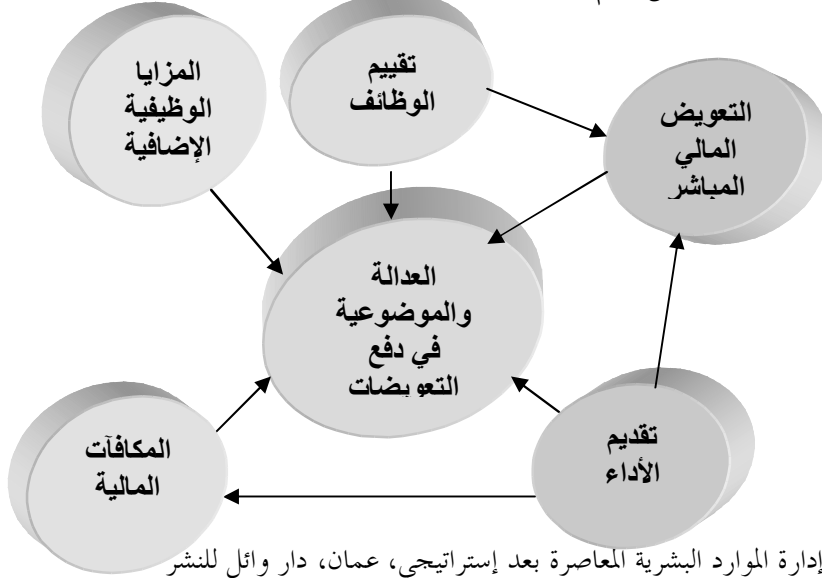 المزايا
الوظيفية
الإضافية
تقييم
الوظائف
التعويض
المالي
المباشر
العدالة
والموضوعية
في دفع
التعويضات
المكافآت
المالية
تقديم
الأداء
إدارة الموارد البشرية المعاصرة بعد إستراتيجي، عمان، دار وائل للنشر